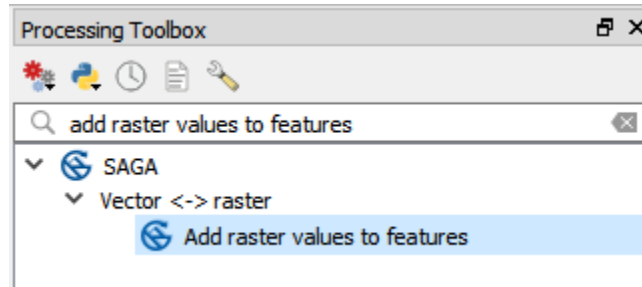 Processing Toolbox
add raster values to features
SAGA
Vector <-> raster
Add raster values to features